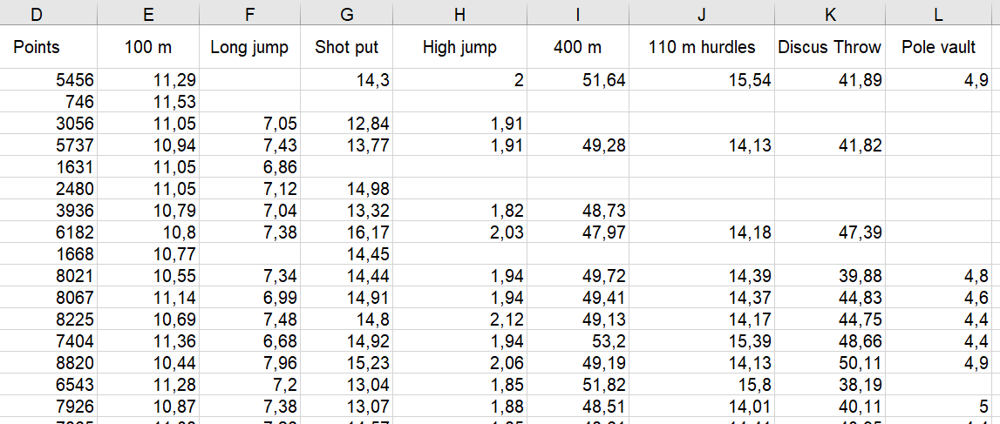 D E F G H I J K L
Points 100 m Long jump Shot put High jump 400 m 110 m hurdles Discus Throw Pole vault
5456 11,29 14,3 2 51,64 15,54 41,89 4,9
746 11,53
3056 11,05 7,05 12,84 1,91
5737 10,94 7,43 13,77 1,91 49,28 14,13 41,82
1631 11,05 6,86
2480 11,05 7,12 14,98
3936 10,79 7,04 13,32 1,82 48,73
6182 10,8 7,38 16,17 2,03 47,97 14,18 47,39
1668 10,77 14,45
8021 10,55 7,34 14,44 1,94 49,72 14,39 39,88 4,8
8067 11,14 6,99 14,91 1,94 49,41 14,37 44,83 4,6
8225 10,69 7,48 14,8 2,12 49,13 14,17 44,75 4,4
7404 11,36 6,68 14,92 1,94 53,2 15,39 48,66 4,4
8820 10,44 7,96 15,23 2,06 49,19 14,13 50,11 4,9
6543 11,28 7,2 13,04 1,85 51,82 15,8 38,19
7926 10,87 7,38 13,07 1,88 48,51 14,01 40,11 5